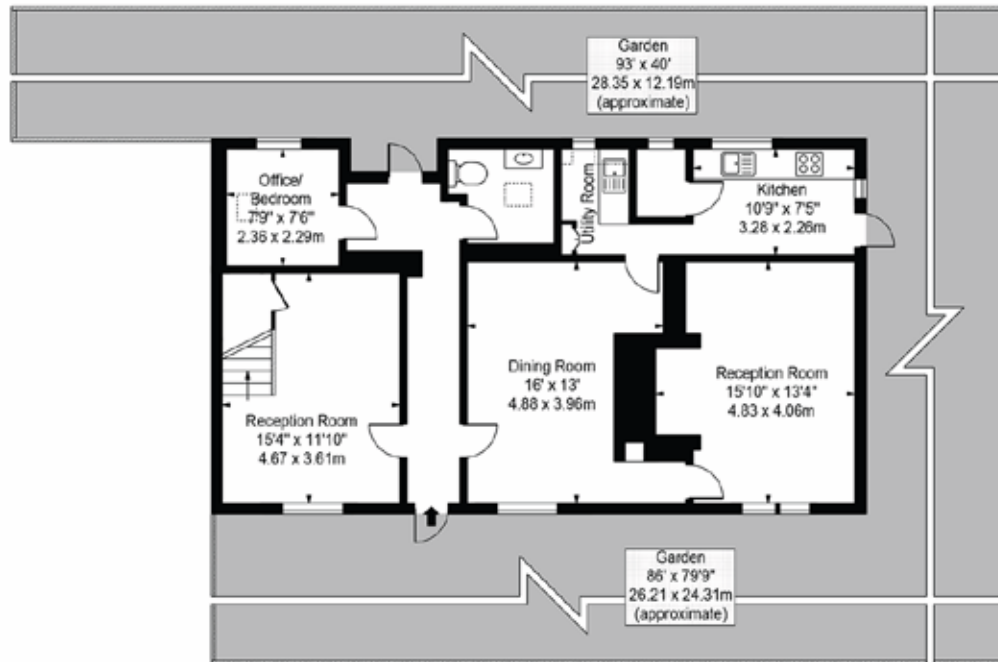 Garden
93' x 40'
28.35 x 12.19m
(approximate)
Office/
Bedroom
7'9" x 7'6"
2.36 x 2.29m
Utility Room
Kitchen
10'9" x 7'5"
3.28 x 2.26m
Dining Room
16' x 13'
4.88 x 3.96m
Reception Room
15'10" x 13'4"
4.83 x 4.06m
Reception Room
15'4" x 11'10"
4.67 x 3.61m
Garden
86' x 79'9"
26.21 x 24.31m
(approximate)